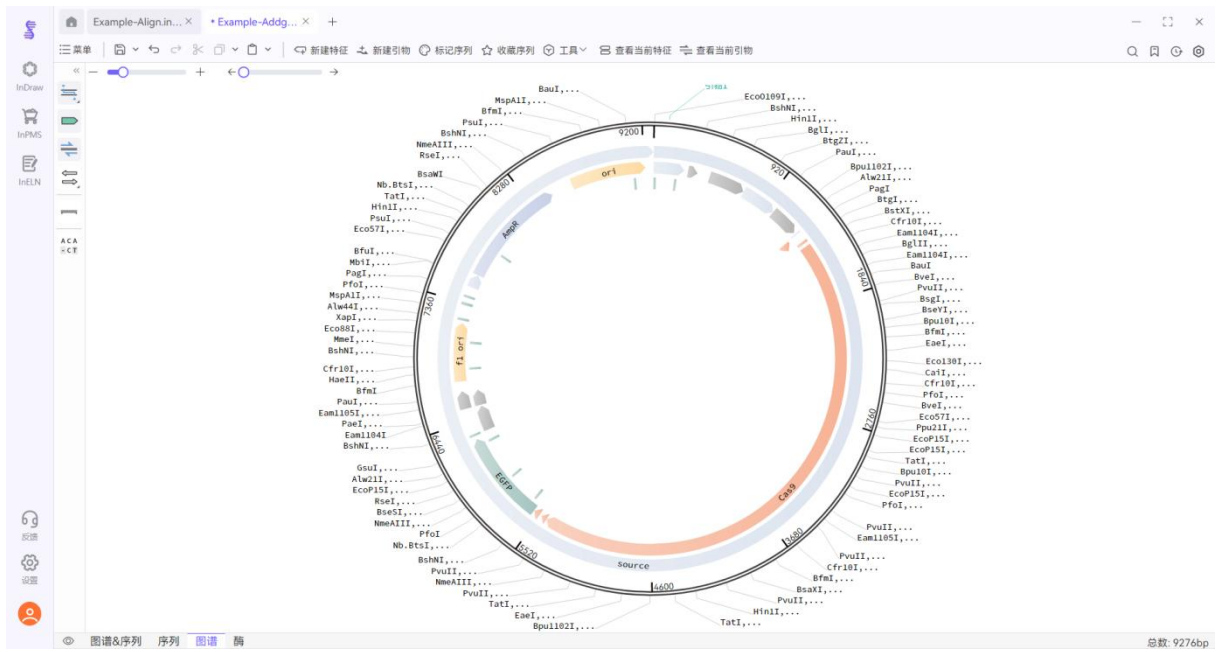 Example-Align.in...
• Example-Addg...
菜单
新建特征
新建引物
标记序列
收藏序列
工具
查看当前特征
查看当前引物
InDraw
InPMS
InELN
反馈
设置
ACA
CT
BauI,...
MspA1I,...
BfmI,...
PsuI,...
BshNI,...
NmeAIII,...
RseI,...
BsaWI
Nb.BtsI,...
TatI,...
Hin1I,...
PsuI,...
Eco57I,...
BfuI,...
MbiI,...
PagI,...
PfoI,...
MspA1I,...
Alw44I,...
XapI,...
Eco88I,...
MmeI,...
BshNI,...
Cfr10I,...
HaeII,...
BfmI
PauI,...
Eam1105I,...
PaeI,...
Eam1104I
BshNI,...
GsuI,...
Alw21I,...
EcoP15I,...
RseI,...
BseSI,...
NmeAIII,...
PfoI
Nb.BtsI,...
BshNI,...
PvuII,...
NmeAIII,...
PvuII,...
TatI,...
EaeI,...
Bpu1102I,...
EcoO109I,...
BshNI,...
Hin1I,...
BglI,...
BtgZI,...
PauI,...
Bpu1102I,...
Alw21I,...
PagI
BtgI,...
BstXI,...
Cfr10I,...
Eam1104I,...
BglII,...
Eam1104I,...
BauI
BveI,...
PvuII,...
BsgI,...
BseYI,...
Bpu10I,...
BfmI,...
EaeI,...
Eco130I,...
CaiI,...
Cfr10I,...
PfoI,...
BveI,...
Eco57I,...
Ppu21I,...
EcoP15I,...
EcoP15I,...
TatI,...
Bpu10I,...
PvuII,...
EcoP15I,...
PfoI,...
PvuII,...
Eam1105I,...
PvuII,...
Cfr10I,...
BfmI,...
BsaXI,...
PvuII,...
Hin1I,...
TatI,...
9200
920
1840
2760
3680
4600
5520
6440
7360
8280
ori
AmpR
f1 ori
EGFP
Cas9
source
图谱&序列
序列
图谱
酶
总数: 9276bp